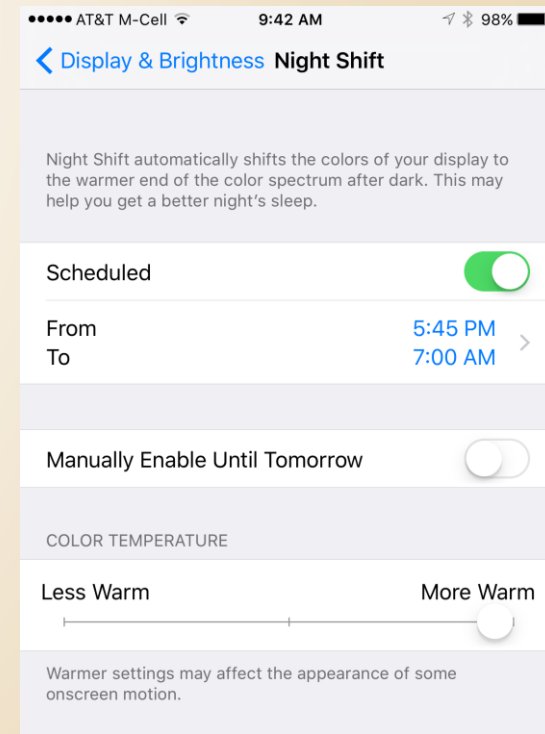 AT&T M-Cell 9:42 AM 98%
Display & Brightness Night Shift
Night Shift automatically shifts the colors of your display to
the warmer end of the color spectrum after dark. This may
help you get a better night's sleep.
Scheduled
From 5:45 PM
To 7:00 AM
Manually Enable Until Tomorrow
COLOR TEMPERATURE
Less Warm More Warm
Warmer settings may affect the appearance of some
onscreen motion.